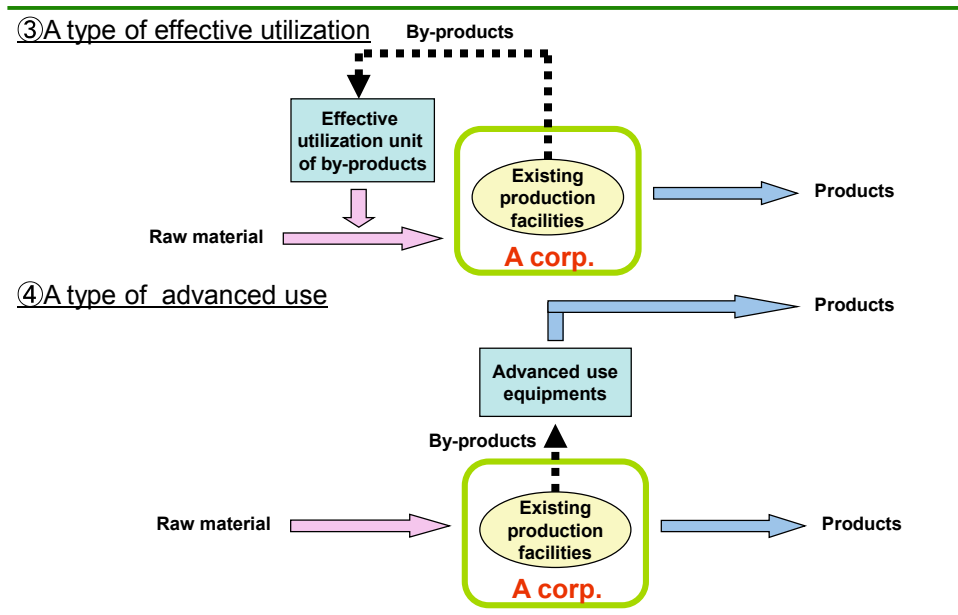 ③A type of effective utilization
By-products
Effective
utilization unit
of by-products
Existing
production
facilities
Products
Raw material
A corp.
④A type of advanced use
Products
Advanced use
equipments
By-products
Existing
production
facilities
Raw material
Products
A corp.